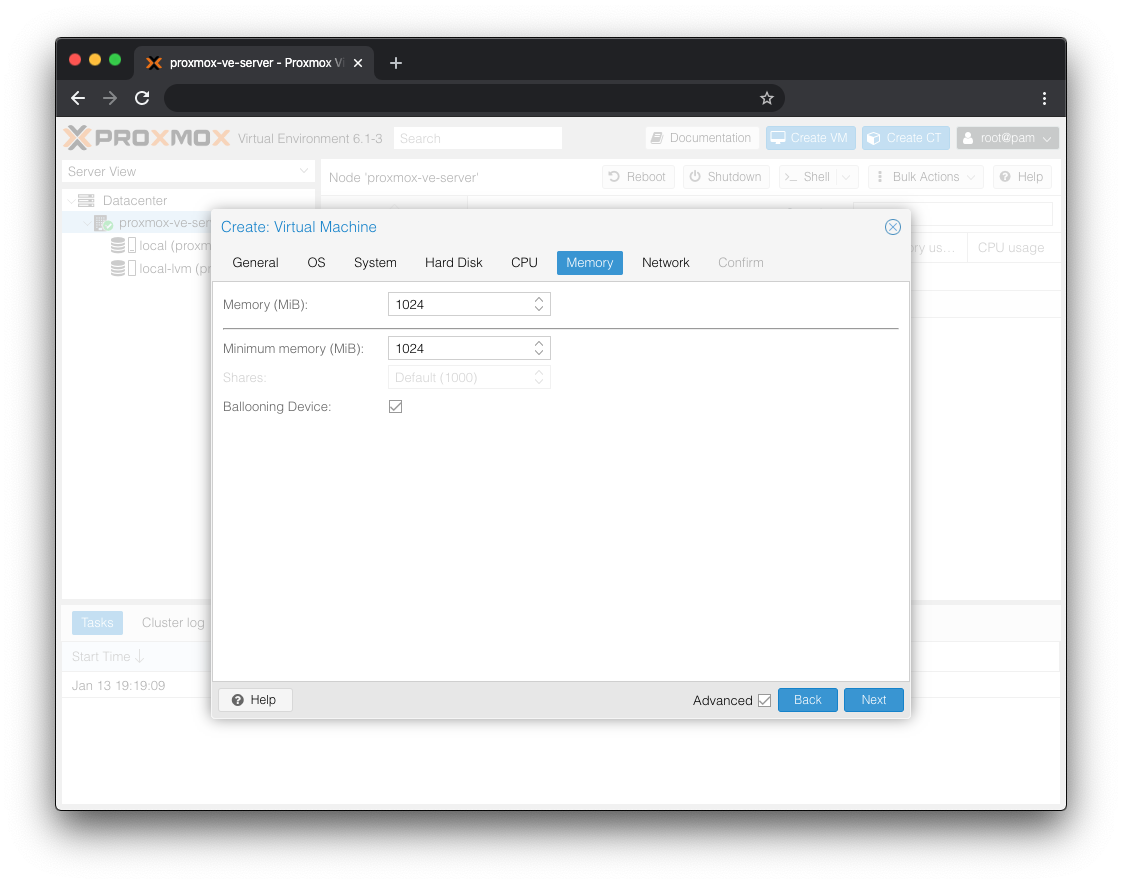 proxmox-ve-server - Proxmox Vi
PROXMOX Virtual Environment 6.1-3 Search Documentation Create VM Create CT root@pam
Server View
Node 'proxmox-ve-server' Reboot Shutdown >_ Shell Bulk Actions Help
Datacenter
proxmox-ve-ser
local (proxm
local-lvm (pr
ry us... CPU usage
Create: Virtual Machine
General OS System Hard Disk CPU Memory Network Confirm
Memory (MiB): 1024
Minimum memory (MiB): 1024
Shares: Default (1000)
Ballooning Device:
Help Advanced Back Next
Tasks Cluster log
Start Time
Jan 13 19:19:09